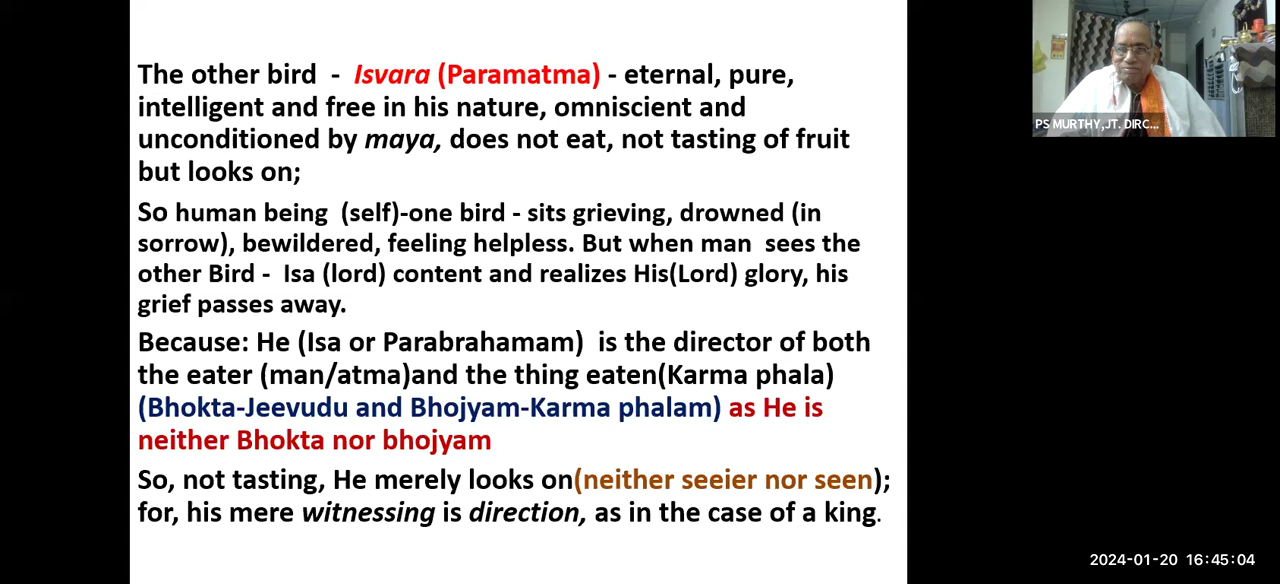 The other bird - Isvara (Paramatma) - eternal, pure,
intelligent and free in his nature, omniscient and
unconditioned by maya, does not eat, not tasting of fruit
but looks on;
So human being (self)-one bird - sits grieving, drowned (in
sorrow), bewildered, feeling helpless. But when man sees the
other Bird - Isa (lord) content and realizes His(Lord) glory, his
grief passes away.
Because: He (Isa or Parabrahamam) is the director of both
the eater (man/atma)and the thing eaten(Karma phala)
(Bhokta-Jeevudu and Bhojyam-Karma phalam) as He is
neither Bhokta nor bhojyam
So, not tasting, He merely looks on(neither seeier nor seen);
for, his mere witnessing is direction, as in the case of a king.
PS MURTHY,JT. DIRC...
2024-01-20 16:45:04